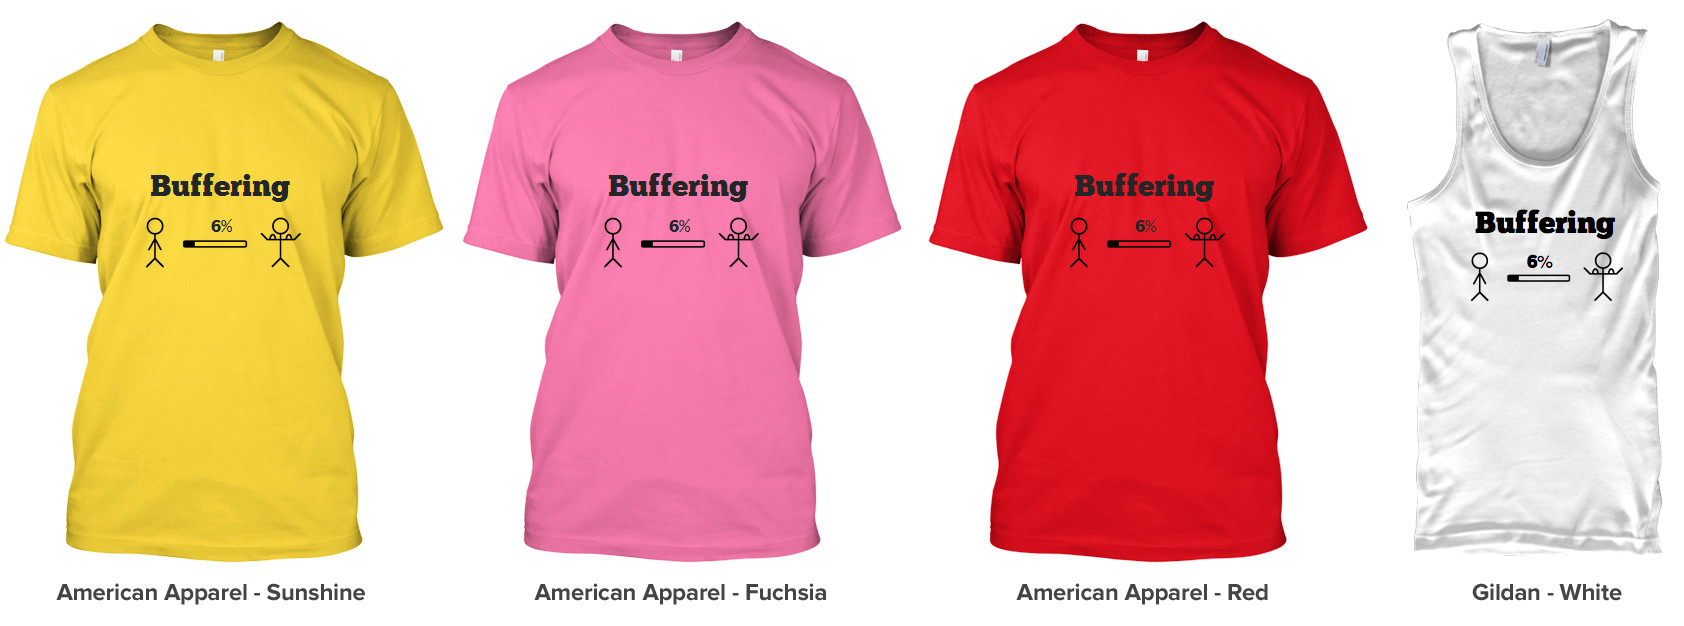 Buffering
6%
Buffering
6%
Buffering
6%
Buffering
6%
American Apparel - Sunshine
American Apparel - Fuchsia
American Apparel - Red
Gildan - White